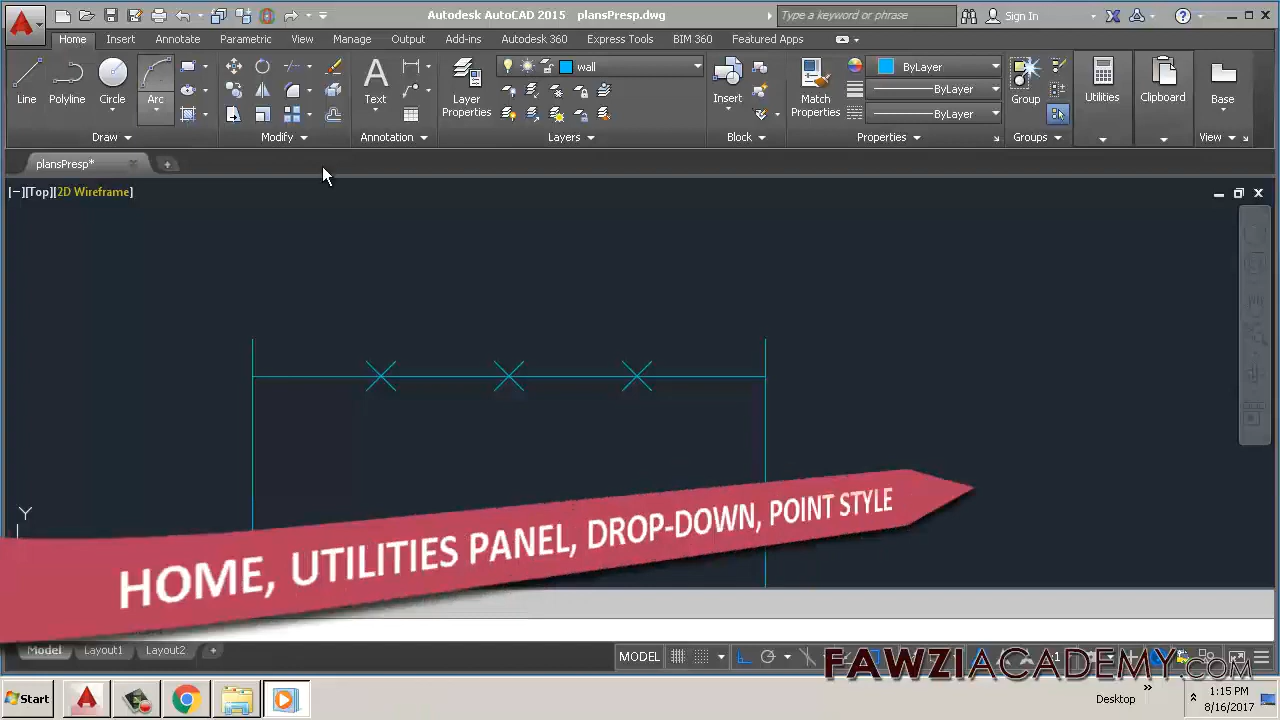 Autodesk AutoCAD 2015 plansPresp.dwg
Type a keyword or phrase
Sign In
Home Insert Annotate Parametric View Manage Output Add-ins Autodesk 360 Express Tools BIM 360 Featured Apps
Line Polyline Circle Arc
Draw
Modify
Text
Annotation
Layer Properties
wall
Layers
Insert
Block
Match Properties
ByLayer
ByLayer
ByLayer
Properties
Group
Groups
Utilities
Clipboard
Base
View
plansPresp*
[−][Top][2D Wireframe]
Y
HOME, UTILITIES PANEL, DROP-DOWN, POINT STYLE
Model Layout1 Layout2
MODEL
FAWZIACADEMY.COM
Start
Desktop
1:15 PM
8/16/2017